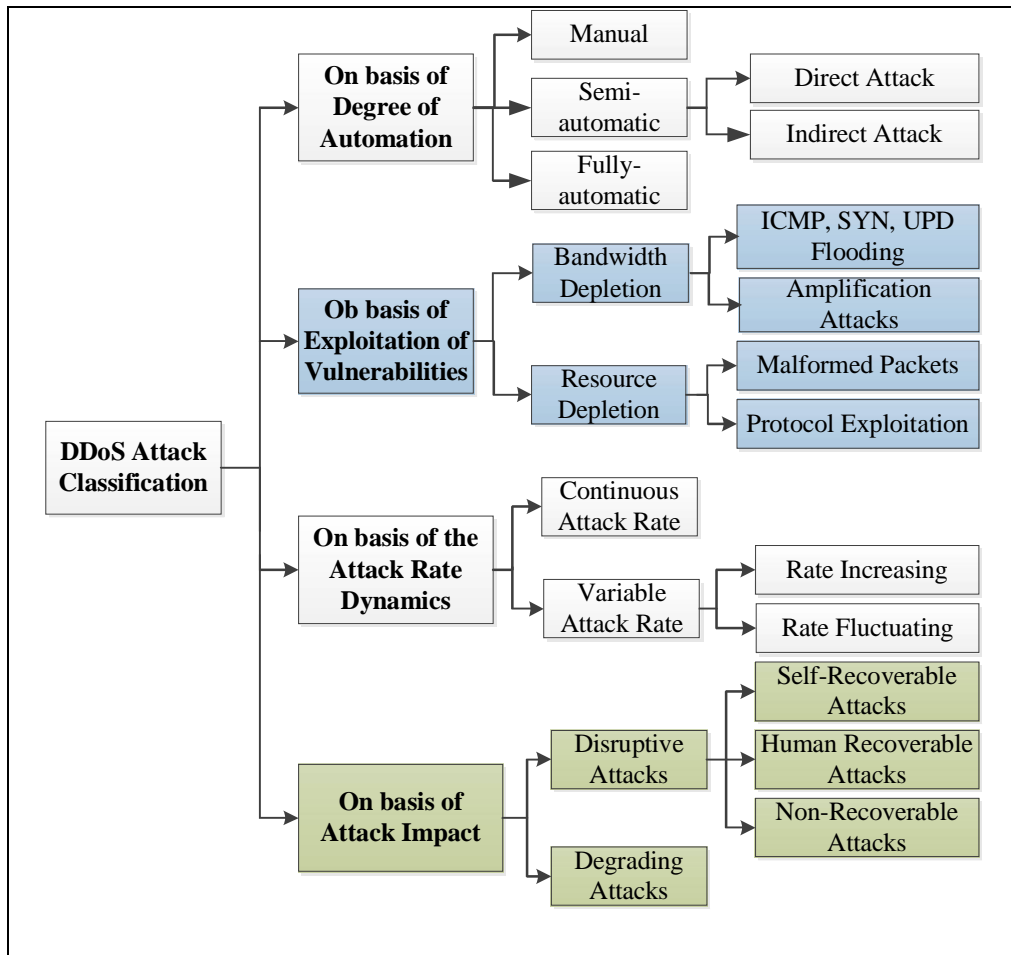 DDoS Attack
Classification
On basis of
Degree of
Automation
Manual
Semi-
automatic
Direct Attack
Indirect Attack
Fully-
automatic
Ob basis of
Exploitation of
Vulnerabilities
Bandwidth
Depletion
ICMP, SYN, UPD
Flooding
Amplification
Attacks
Resource
Depletion
Malformed Packets
Protocol Exploitation
On basis of the
Attack Rate
Dynamics
Continuous
Attack Rate
Variable
Attack Rate
Rate Increasing
Rate Fluctuating
On basis of
Attack Impact
Disruptive
Attacks
Self-Recoverable
Attacks
Human Recoverable
Attacks
Non-Recoverable
Attacks
Degrading
Attacks